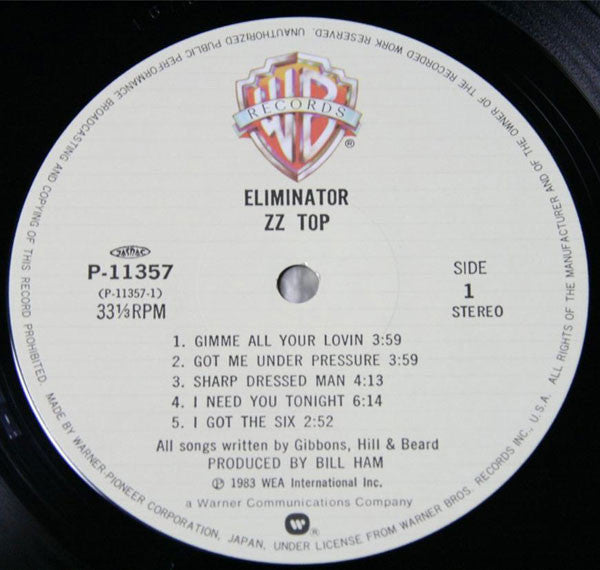 WB
RECORDS
®
ELIMINATOR
ZZ TOP
P-11357
(P-11357-1)
33⅓RPM
SIDE
1
STEREO
1. GIMME ALL YOUR LOVIN 3:59
2. GOT ME UNDER PRESSURE 3:59
3. SHARP DRESSED MAN 4:13
4. I NEED YOU TONIGHT 6:14
5. I GOT THE SIX 2:52
All songs written by Gibbons, Hill & Beard
PRODUCED BY BILL HAM
Ⓟ 1983 WEA International Inc.
a Warner Communications Company
®
MADE BY WARNER-PIONEER CORPORATION, JAPAN, UNDER LICENSE FROM WARNER BROS. RECORDS INC., U.S.A. ALL RIGHTS OF THE MANUFACTURER AND OF THE OWNER OF THE RECORDED WORK RESERVED. UNAUTHORIZED PUBLIC PERFORMANCE BROADCASTING AND COPYING OF THIS RECORD PROHIBITED.